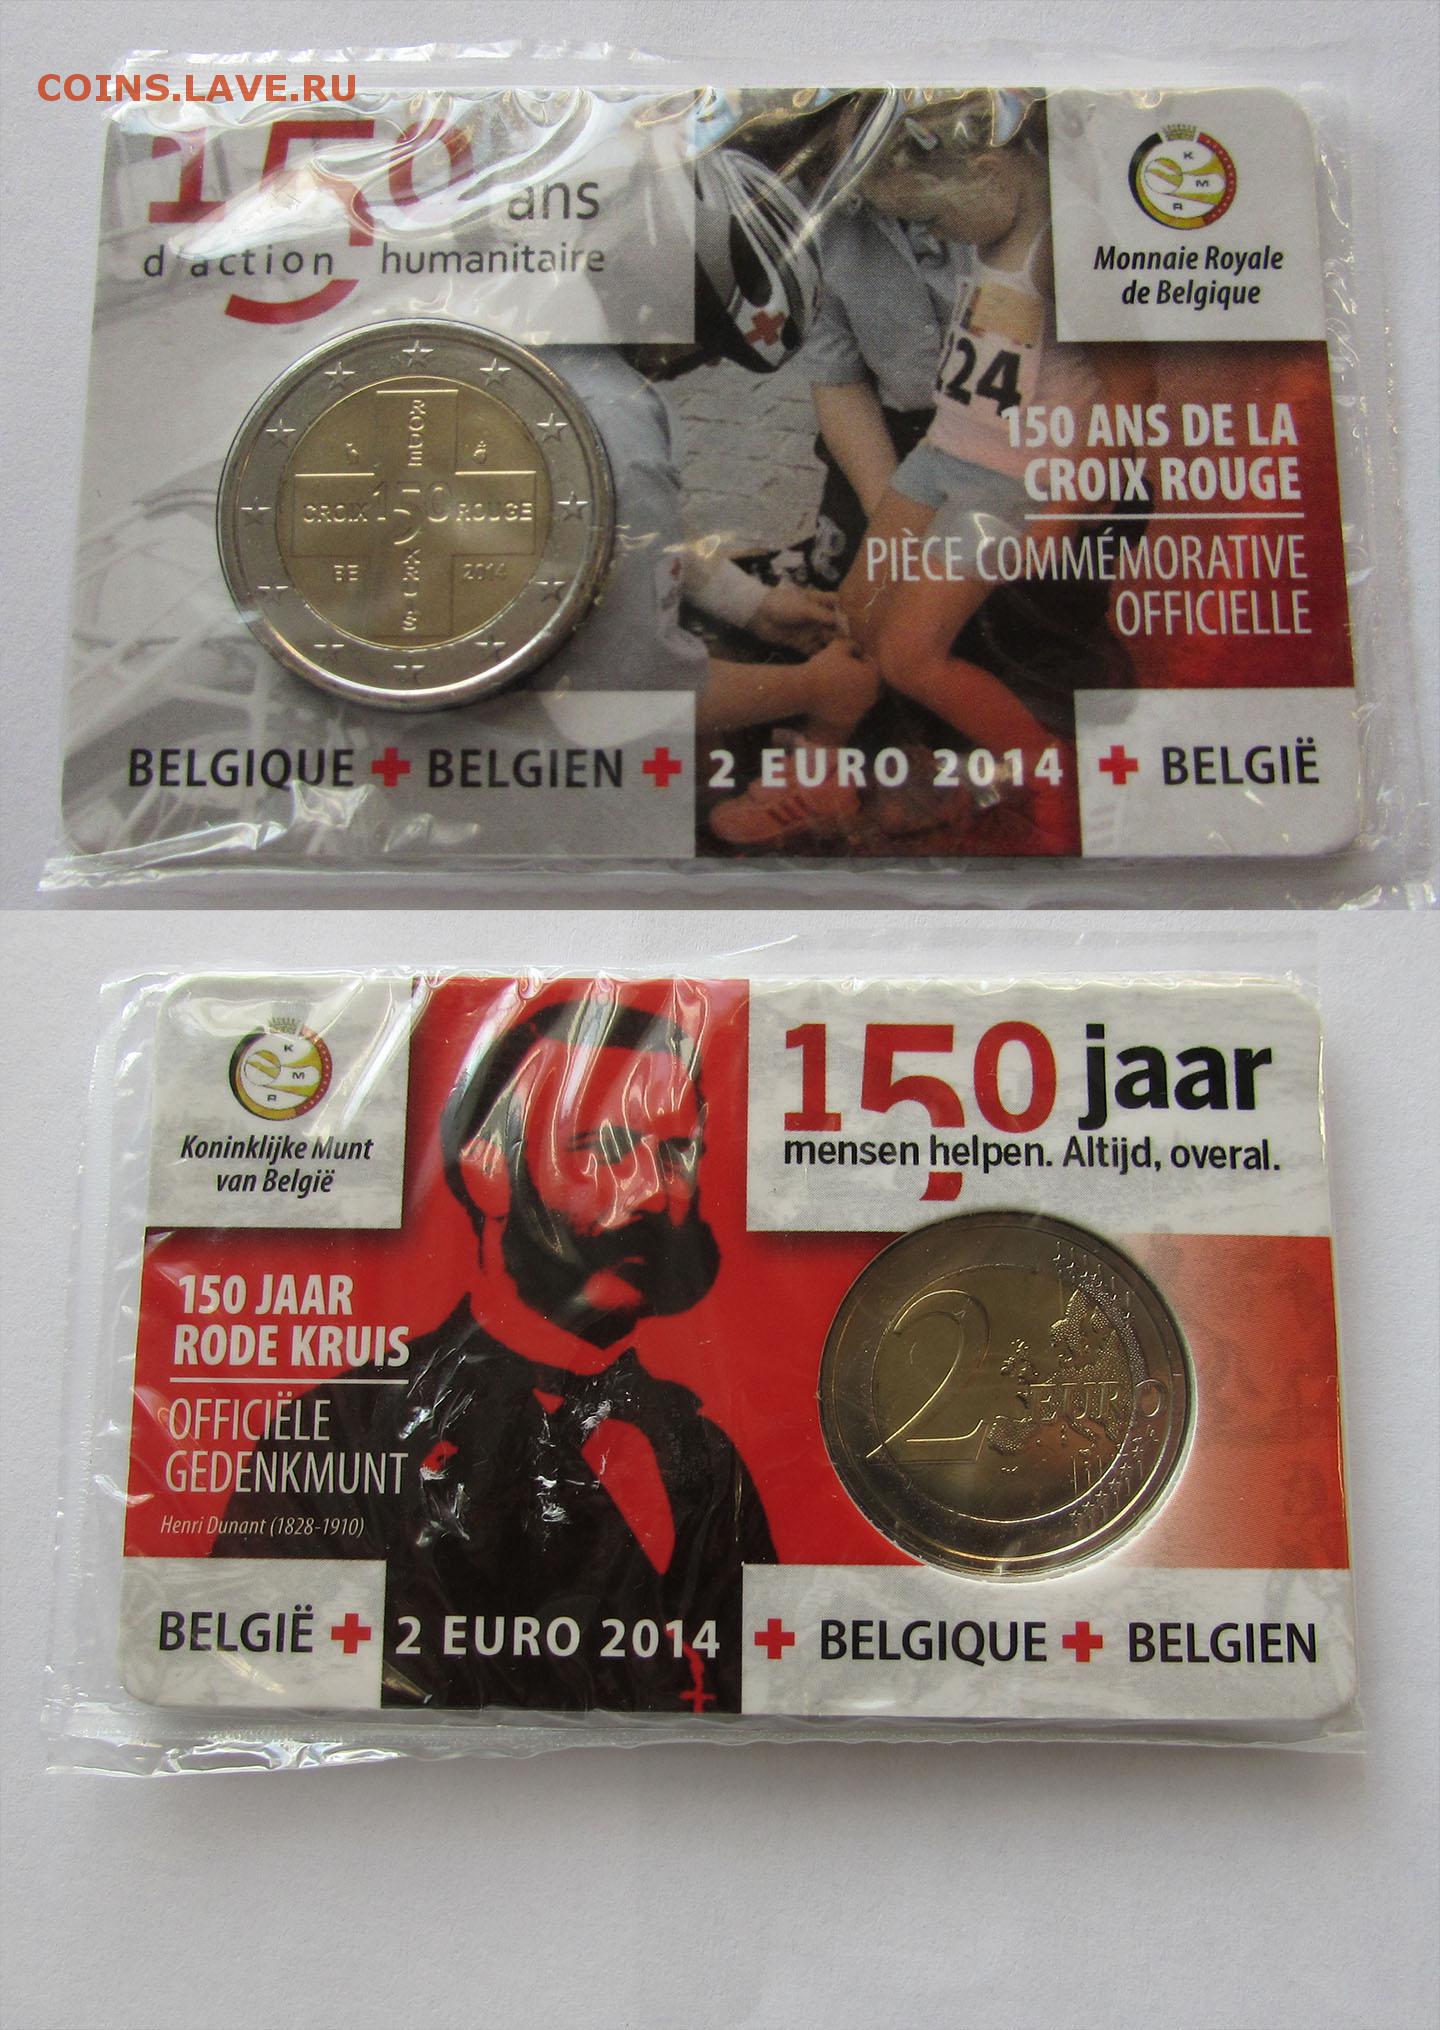 COINS.LAVE.RU
150 ans
d'action humanitaire
K
M
R
Monnaie Royale
de Belgique
224
RODE
CROIX 150 ROUGE
KRUIS
BE 2014
150 ANS DE LA
CROIX ROUGE
PIÈCE COMMÉMORATIVE
OFFICIELLE
BELGIQUE + BELGIEN + 2 EURO 2014 + BELGIË
K
M
R
Koninklijke Munt
van België
150 jaar
mensen helpen. Altijd, overal.
150 JAAR
RODE KRUIS
OFFICIËLE
GEDENKMUNT
Henri Dunant (1828-1910)
2 EURO
BELGIË + 2 EURO 2014 + BELGIQUE + BELGIEN